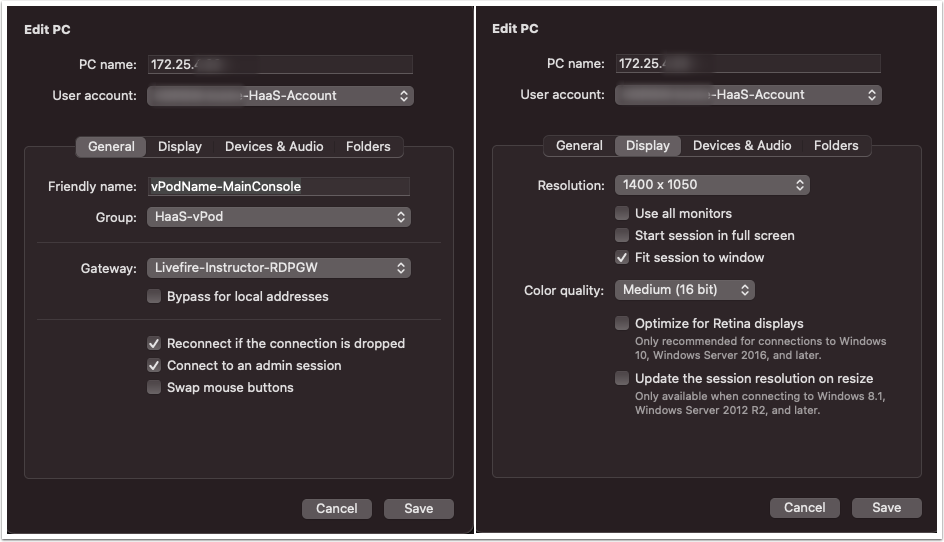 Edit PC
PC name: 172.25.
User account: -HaaS-Account
General Display Devices & Audio Folders
Friendly name: vPodName-MainConsole
Group: HaaS-vPod
Gateway: Livefire-Instructor-RDPGW
Bypass for local addresses
Reconnect if the connection is dropped
Connect to an admin session
Swap mouse buttons
Cancel Save
Edit PC
PC name: 172.25.
User account: -HaaS-Account
General Display Devices & Audio Folders
Resolution: 1400 x 1050
Use all monitors
Start session in full screen
Fit session to window
Color quality: Medium (16 bit)
Optimize for Retina displays
Only recommended for connections to Windows
10, Windows Server 2016, and later.
Update the session resolution on resize
Only available when connecting to Windows 8.1,
Windows Server 2012 R2, and later.
Cancel Save